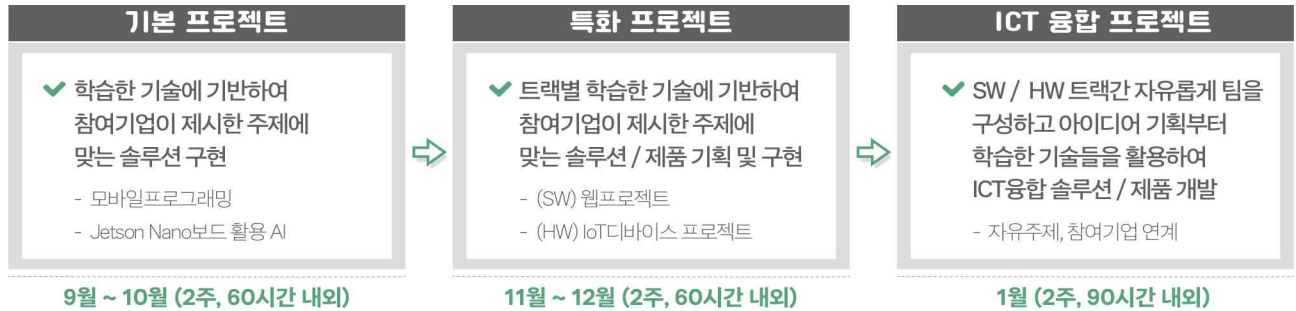 기본 프로젝트
학습한 기술에 기반하여
참여기업이 제시한 주제에
맞는 솔루션 구현
- 모바일프로그래밍
- Jetson Nano보드 활용 AI
9월 ~ 10월 (2주, 60시간 내외)
특화 프로젝트
트랙별 학습한 기술에 기반하여
참여기업이 제시한 주제에
맞는 솔루션 / 제품 기획 및 구현
- (SW) 웹프로젝트
- (HW) IoT디바이스 프로젝트
11월 ~ 12월 (2주, 60시간 내외)
ICT 융합 프로젝트
SW / HW 트랙간 자유롭게 팀을
구성하고 아이디어 기획부터
학습한 기술들을 활용하여
ICT융합 솔루션 / 제품 개발
- 자유주제, 참여기업 연계
1월 (2주, 90시간 내외)